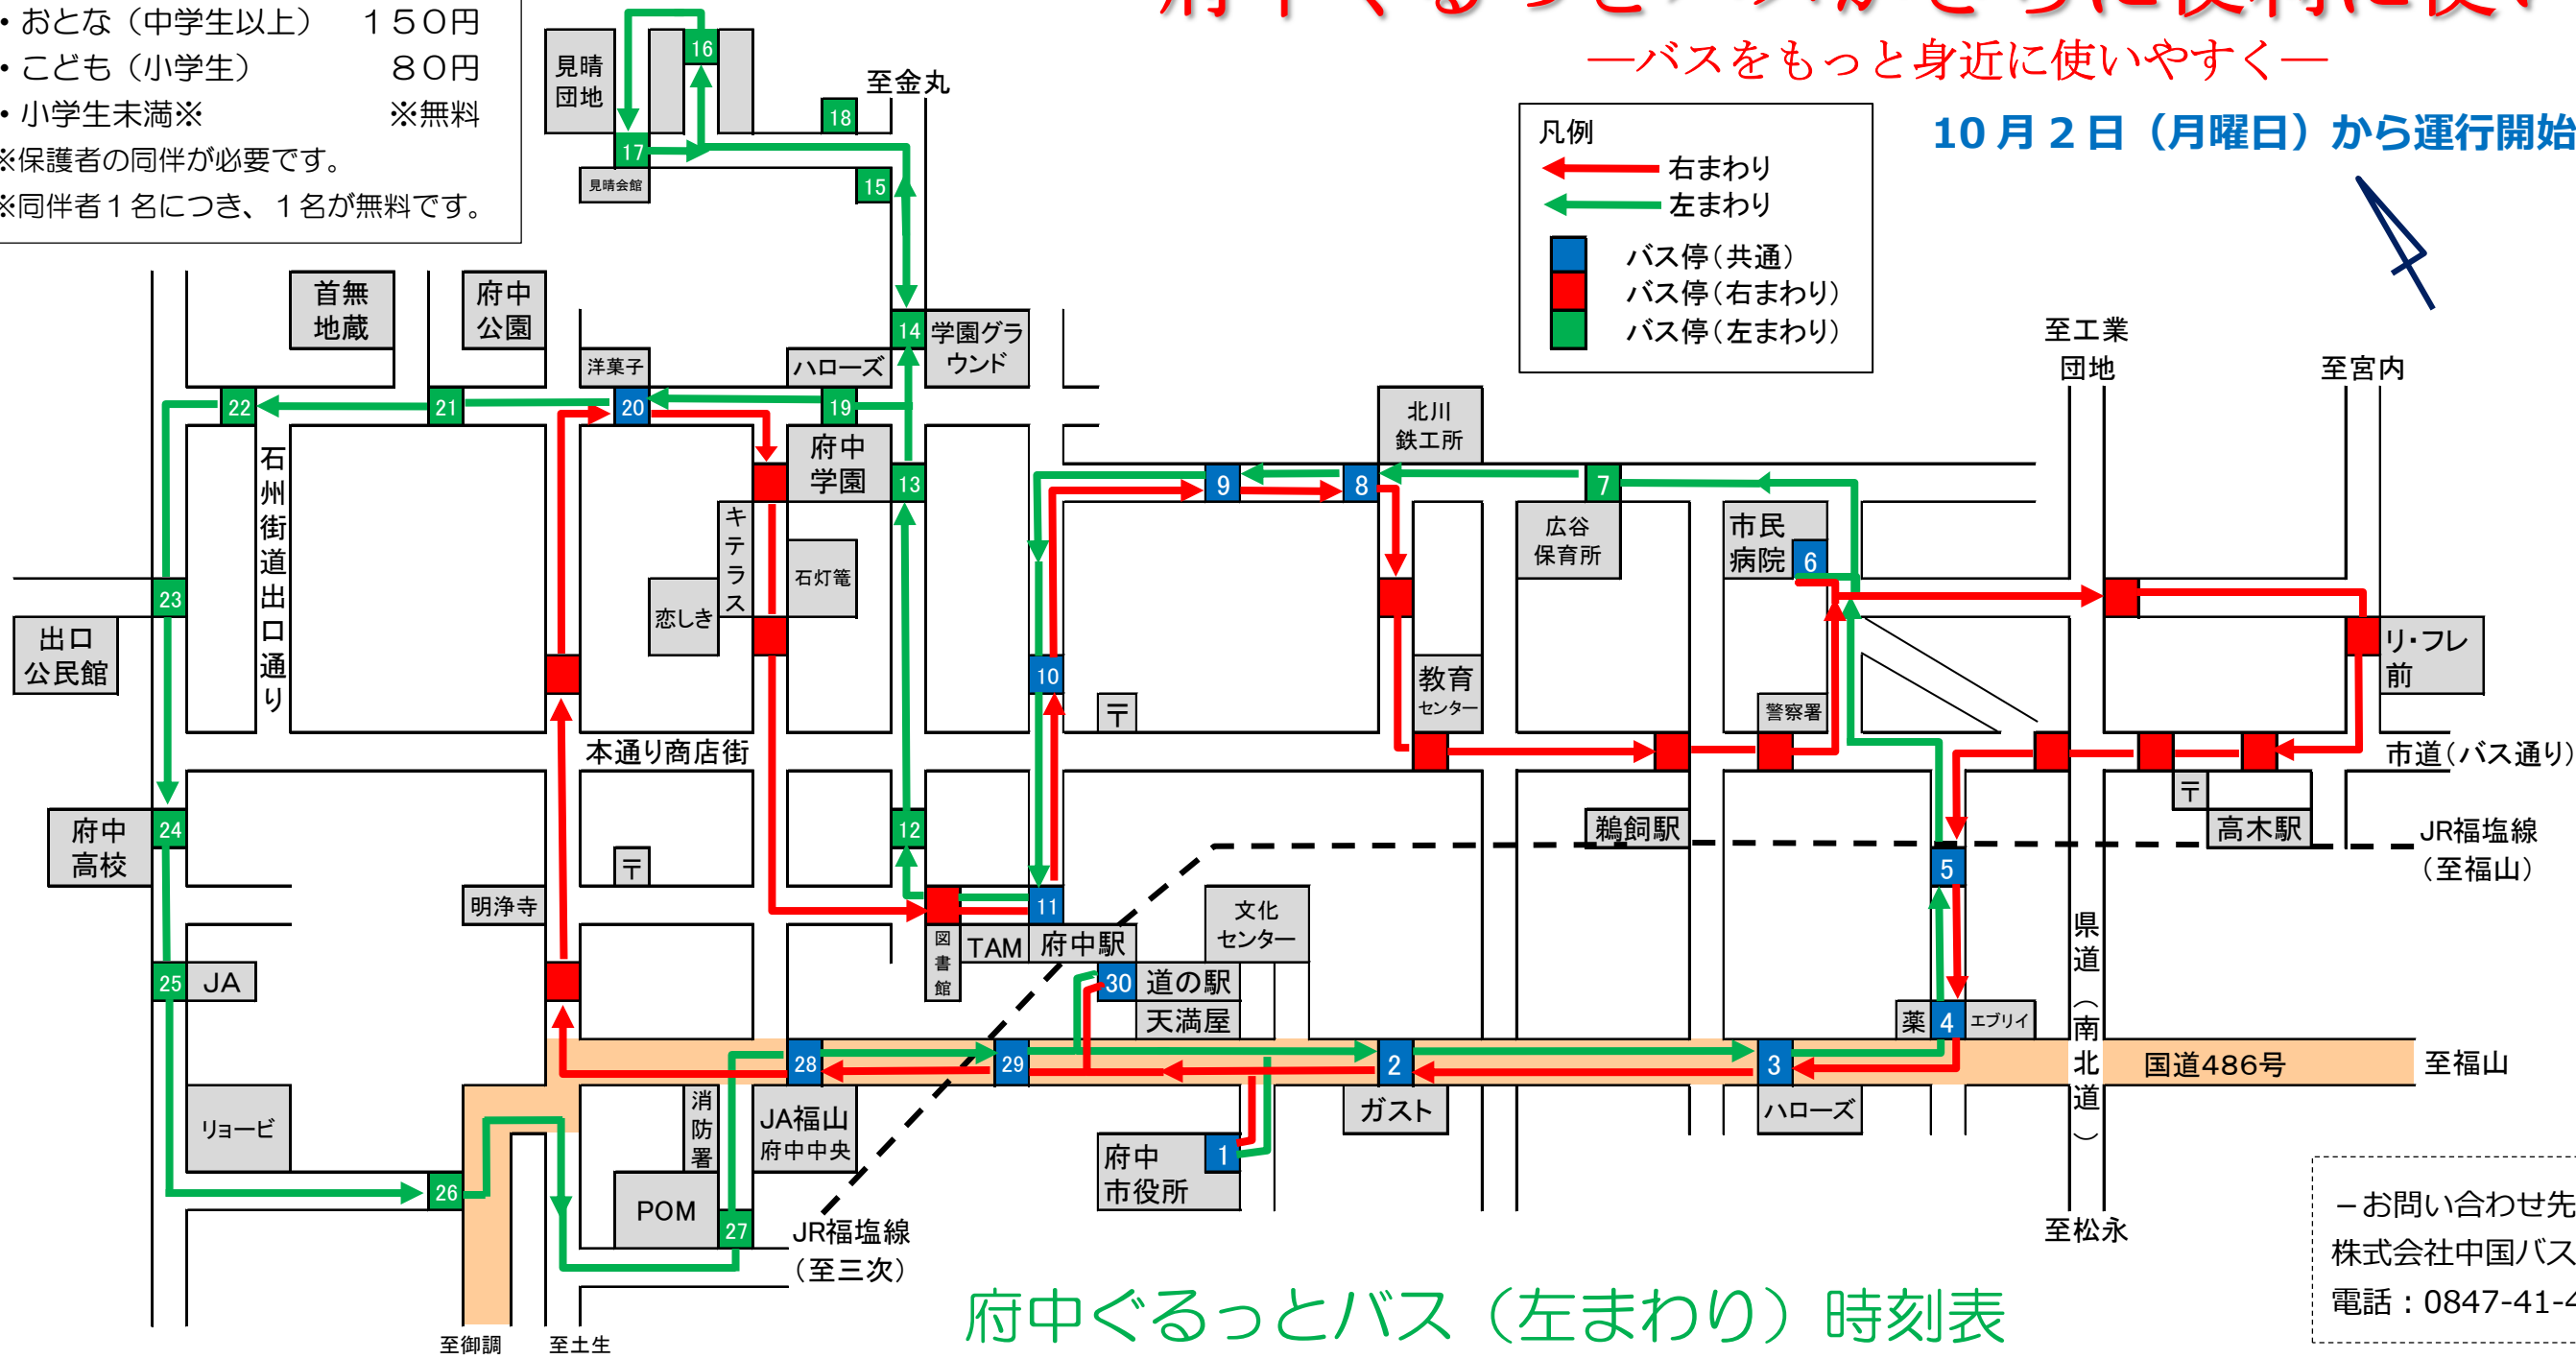 ・おとな（中学生以上）　１５０円
・こども（小学生）　８０円
・小学生未満※　※無料
※保護者の同伴が必要です。
※同伴者１名につき、１名が無料です。
―バスをもっと身近に使いやすく―
10月2日（月曜日）から運行開始
凡例
右まわり
左まわり
バス停（共通）
バス停（右まわり）
バス停（左まわり）
見晴
団地
16
至金丸
18
17
見晴会館
15
首無
地蔵
府中
公園
洋菓子
ハローズ
14
学園グラ
ウンド
至工業
団地
至宮内
22
21
20
19
北川
鉄工所
石州街道出口通り
府中
学園
13
9
8
7
キテラス
石灯篭
恋しき
広谷
保育所
市民
病院
6
23
出口
公民館
10
〒
教育
センター
警察署
リ・フレ
前
本通り商店街
市道（バス通り）
〒
高木駅
府中
高校
24
〒
12
鵜飼駅
JR福塩線
（至福山）
5
明浄寺
11
図書館
TAM
府中駅
文化
センター
県道（南北道）
25
JA
30
道の駅
天満屋
薬
4
エブリイ
28
29
2
3
国道486号
至福山
リョービ
消防署
JA福山
府中中央
ガスト
ハローズ
府中
市役所
1
26
POM
27
JR福塩線
（至三次）
至松永
－お問い合わせ先
株式会社中国バス
電話：0847-41-4
府中ぐるっとバス（左まわり）時刻表
至御調
至土生